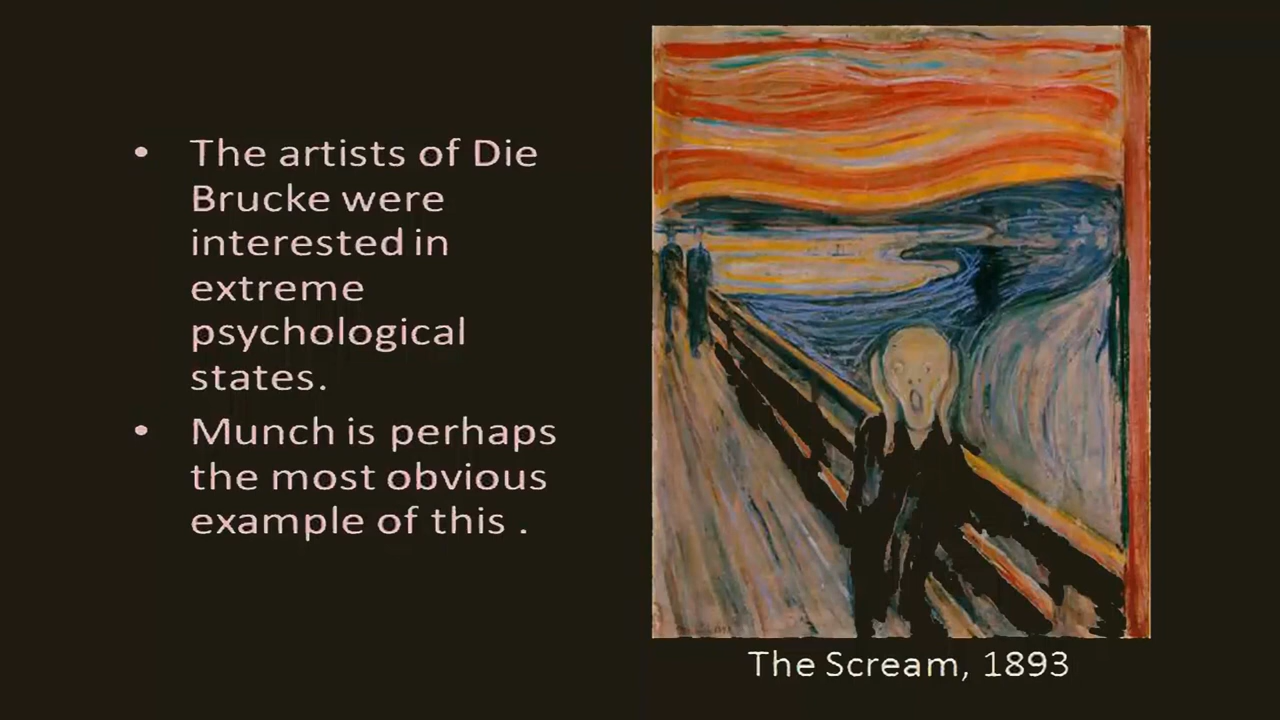 • The artists of Die
Brucke were
interested in
extreme
psychological
states.
• Munch is perhaps
the most obvious
example of this .
The Scream, 1893